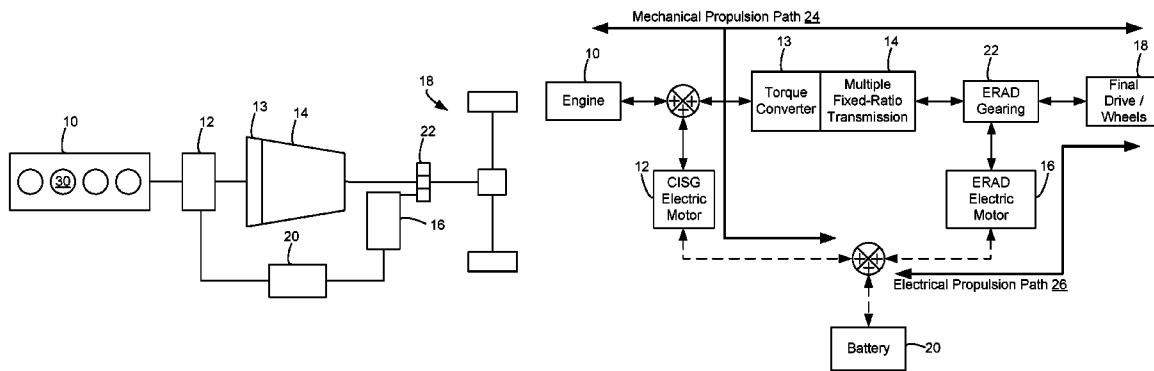 10
30
12
13
14
20
16
22
18
Mechanical Propulsion Path 24
10
Engine
13
14
Torque
Converter
Multiple
Fixed-Ratio
Transmission
22
ERAD
Gearing
18
Final
Drive /
Wheels
12
CISG
Electric
Motor
ERAD
Electric
Motor
16
Electrical Propulsion Path 26
Battery
20